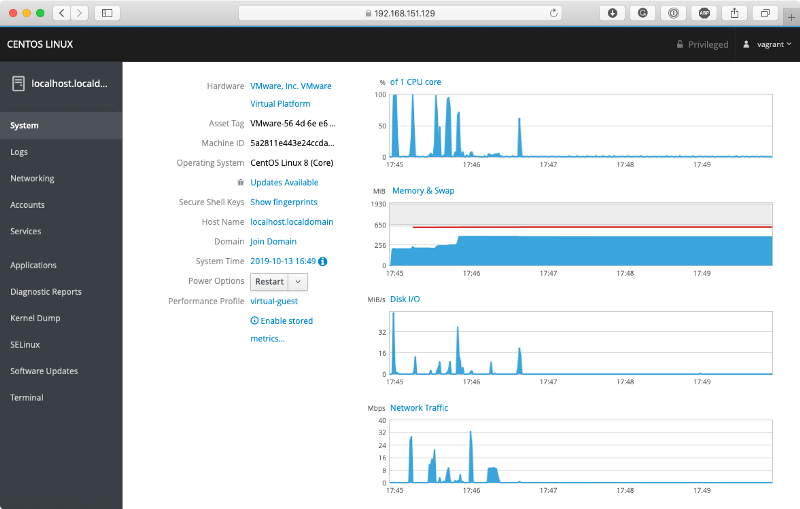 192.168.151.129
ABP
CENTOS LINUX
Privileged
vagrant
localhost.locald...
System
Logs
Networking
Accounts
Services
Applications
Diagnostic Reports
Kernel Dump
SELinux
Software Updates
Terminal
Hardware VMware, Inc. VMware
Virtual Platform
Asset Tag VMware-56 4d 6e e6 ...
Machine ID 5a2811e443e24ccda...
Operating System CentOS Linux 8 (Core)
Updates Available
Secure Shell Keys Show fingerprints
Host Name localhost.localdomain
Domain Join Domain
System Time 2019-10-13 16:49
Power Options Restart
Performance Profile virtual-guest
Enable stored
metrics...
% of 1 CPU core
100
50
0
17:45 17:46 17:47 17:48 17:49
MiB Memory & Swap
1930
650
256
0
17:45 17:46 17:47 17:48 17:49
MiB/s Disk I/O
32
16
0
17:45 17:46 17:47 17:48 17:49
Mbps Network Traffic
40
32
24
16
8
0
17:45 17:46 17:47 17:48 17:49